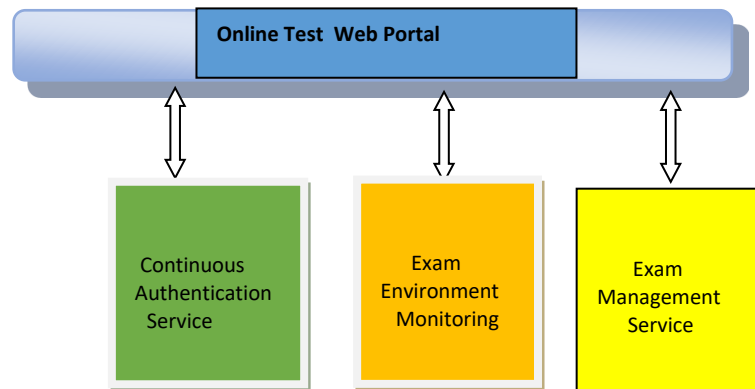 Online Test Web Portal
Continuous
Authentication
Service
Exam
Environment
Monitoring
Exam
Management
Service